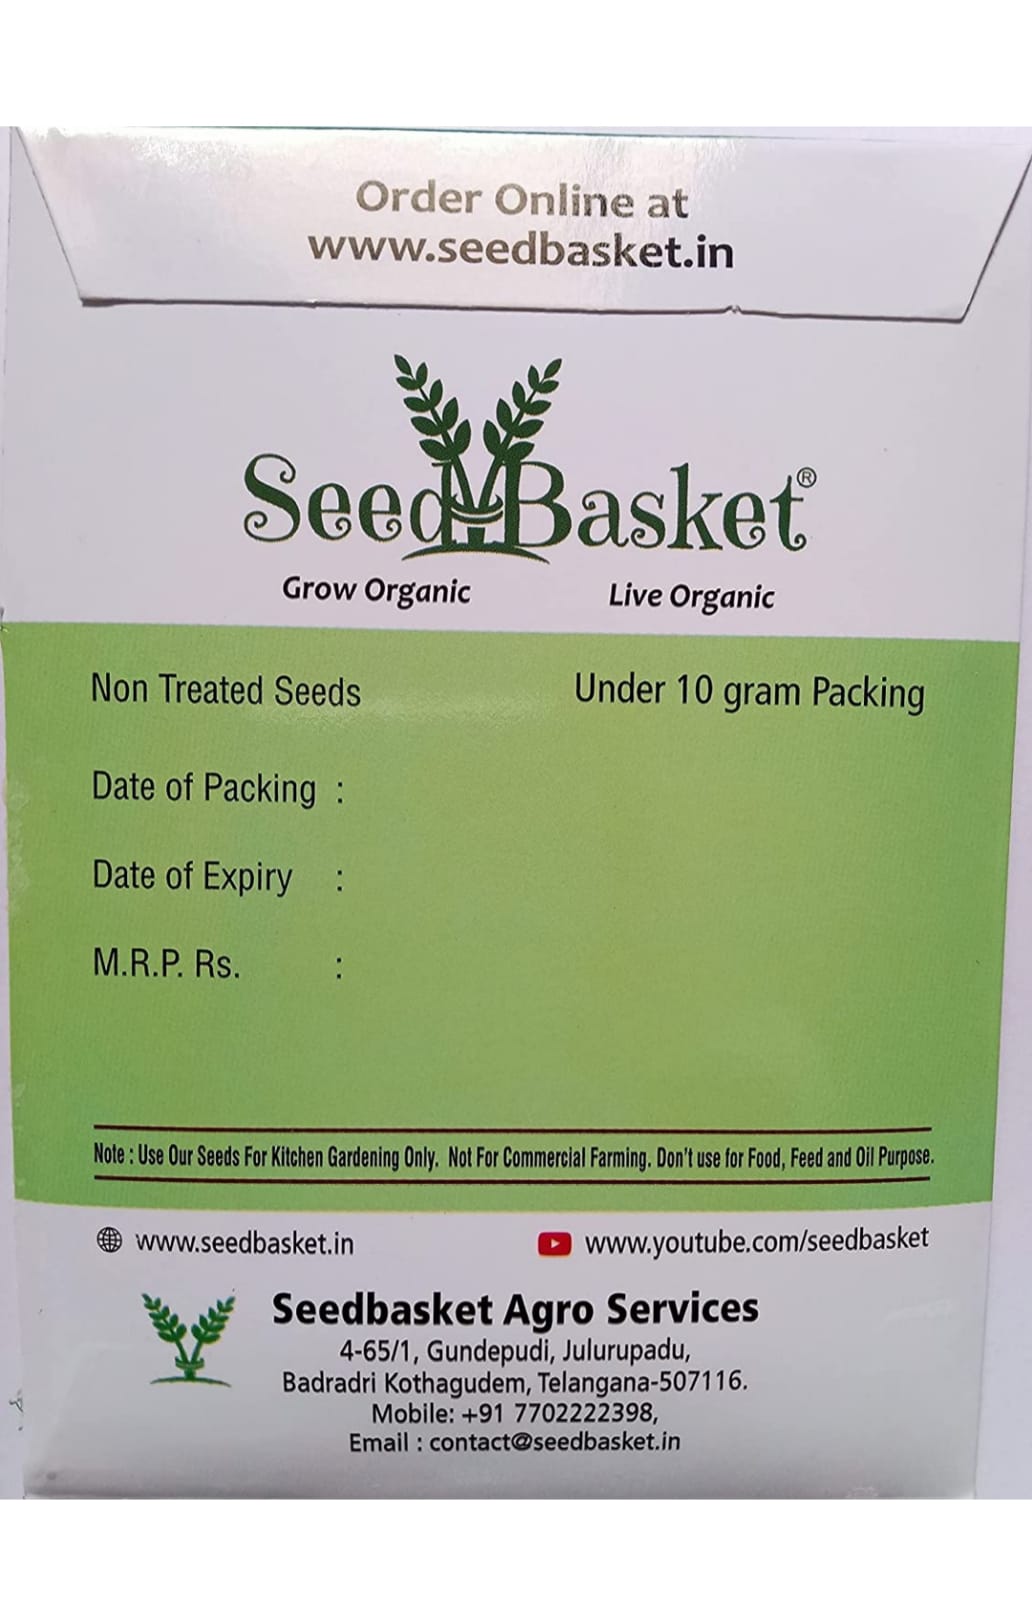 Order Online at
www.seedbasket.in
SeedBasket®
Grow Organic Live Organic
Non Treated Seeds Under 10 gram Packing
Date of Packing :
Date of Expiry :
M.R.P. Rs. :
Note : Use Our Seeds For Kitchen Gardening Only. Not For Commercial Farming. Don't use for Food, Feed and Oil Purpose.
www.seedbasket.in www.youtube.com/seedbasket
Seedbasket Agro Services
4-65/1, Gundepudi, Julurupadu,
Badradri Kothagudem, Telangana-507116.
Mobile: +91 7702222398,
Email : contact@seedbasket.in